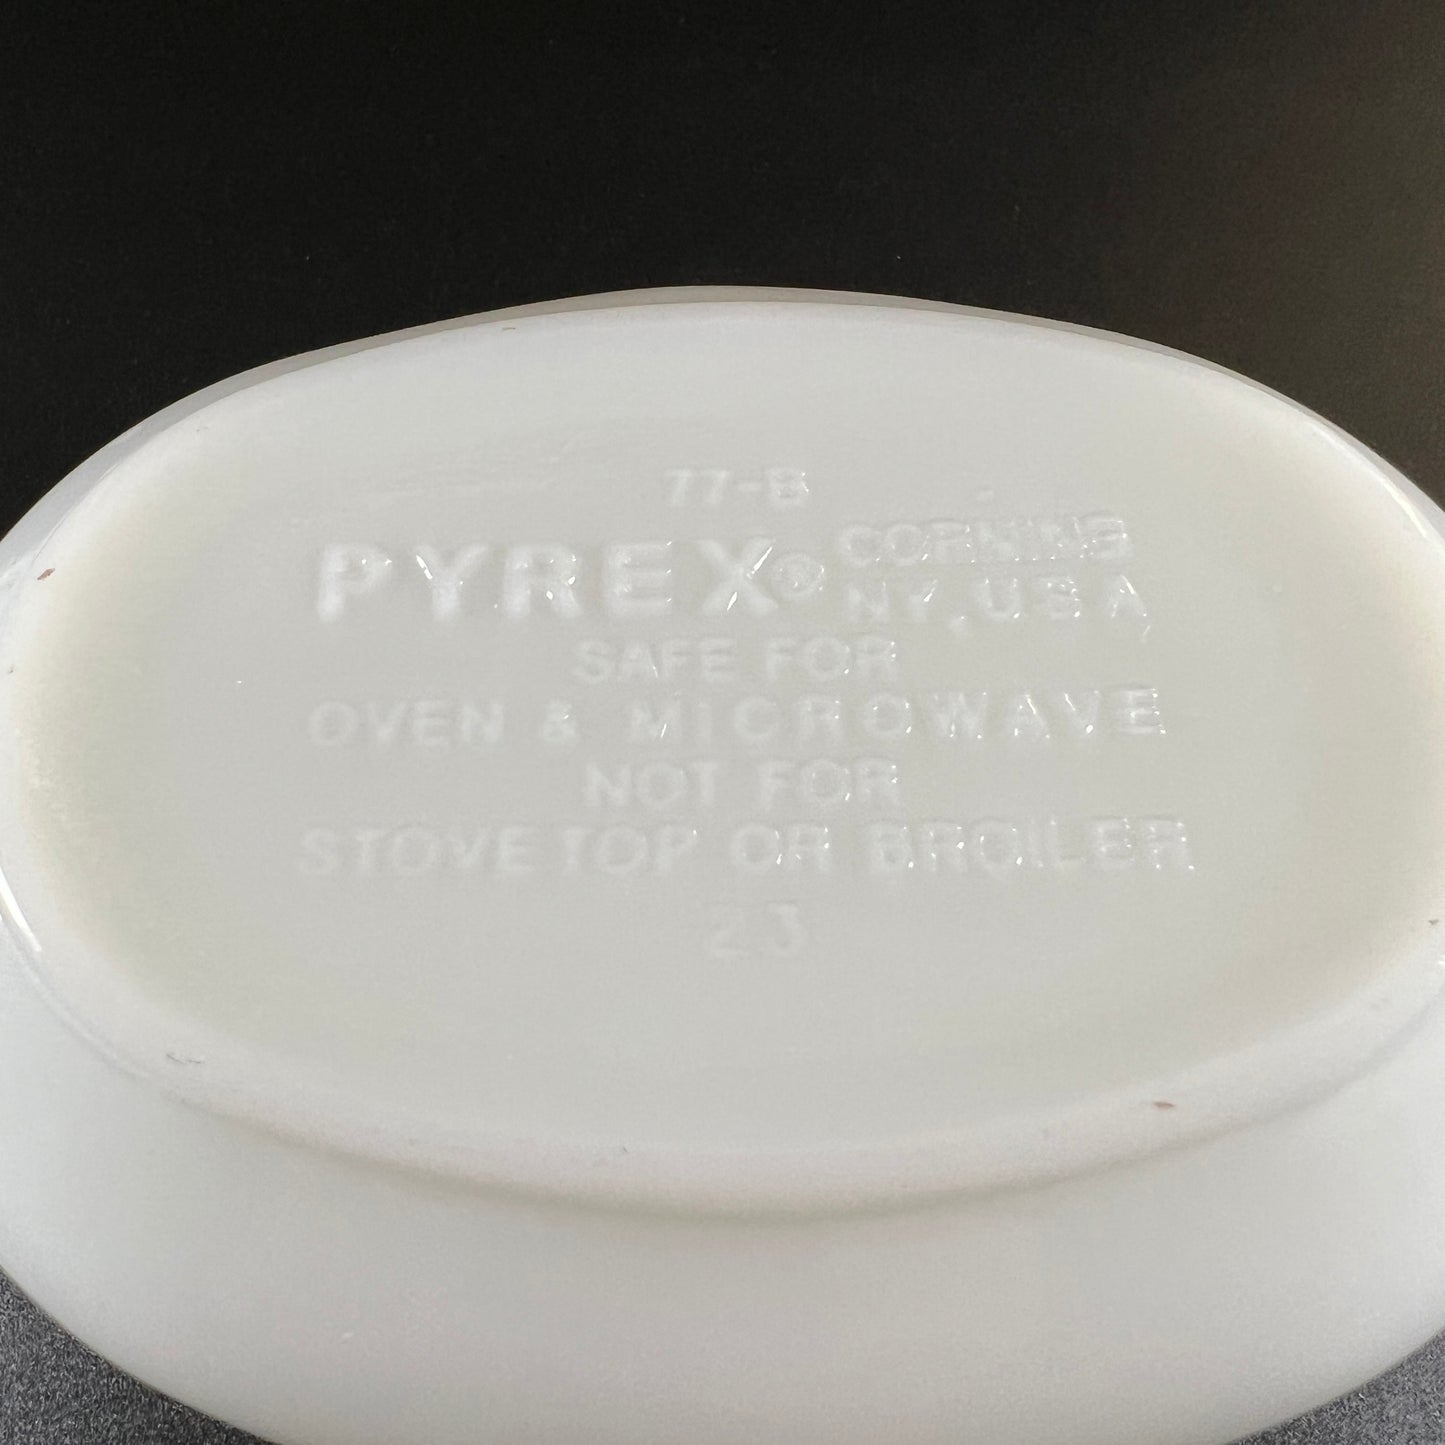 77-B
PYREX® CORNING
NY, USA
SAFE FOR
OVEN & MICROWAVE
NOT FOR
STOVE TOP OR BROILER
23